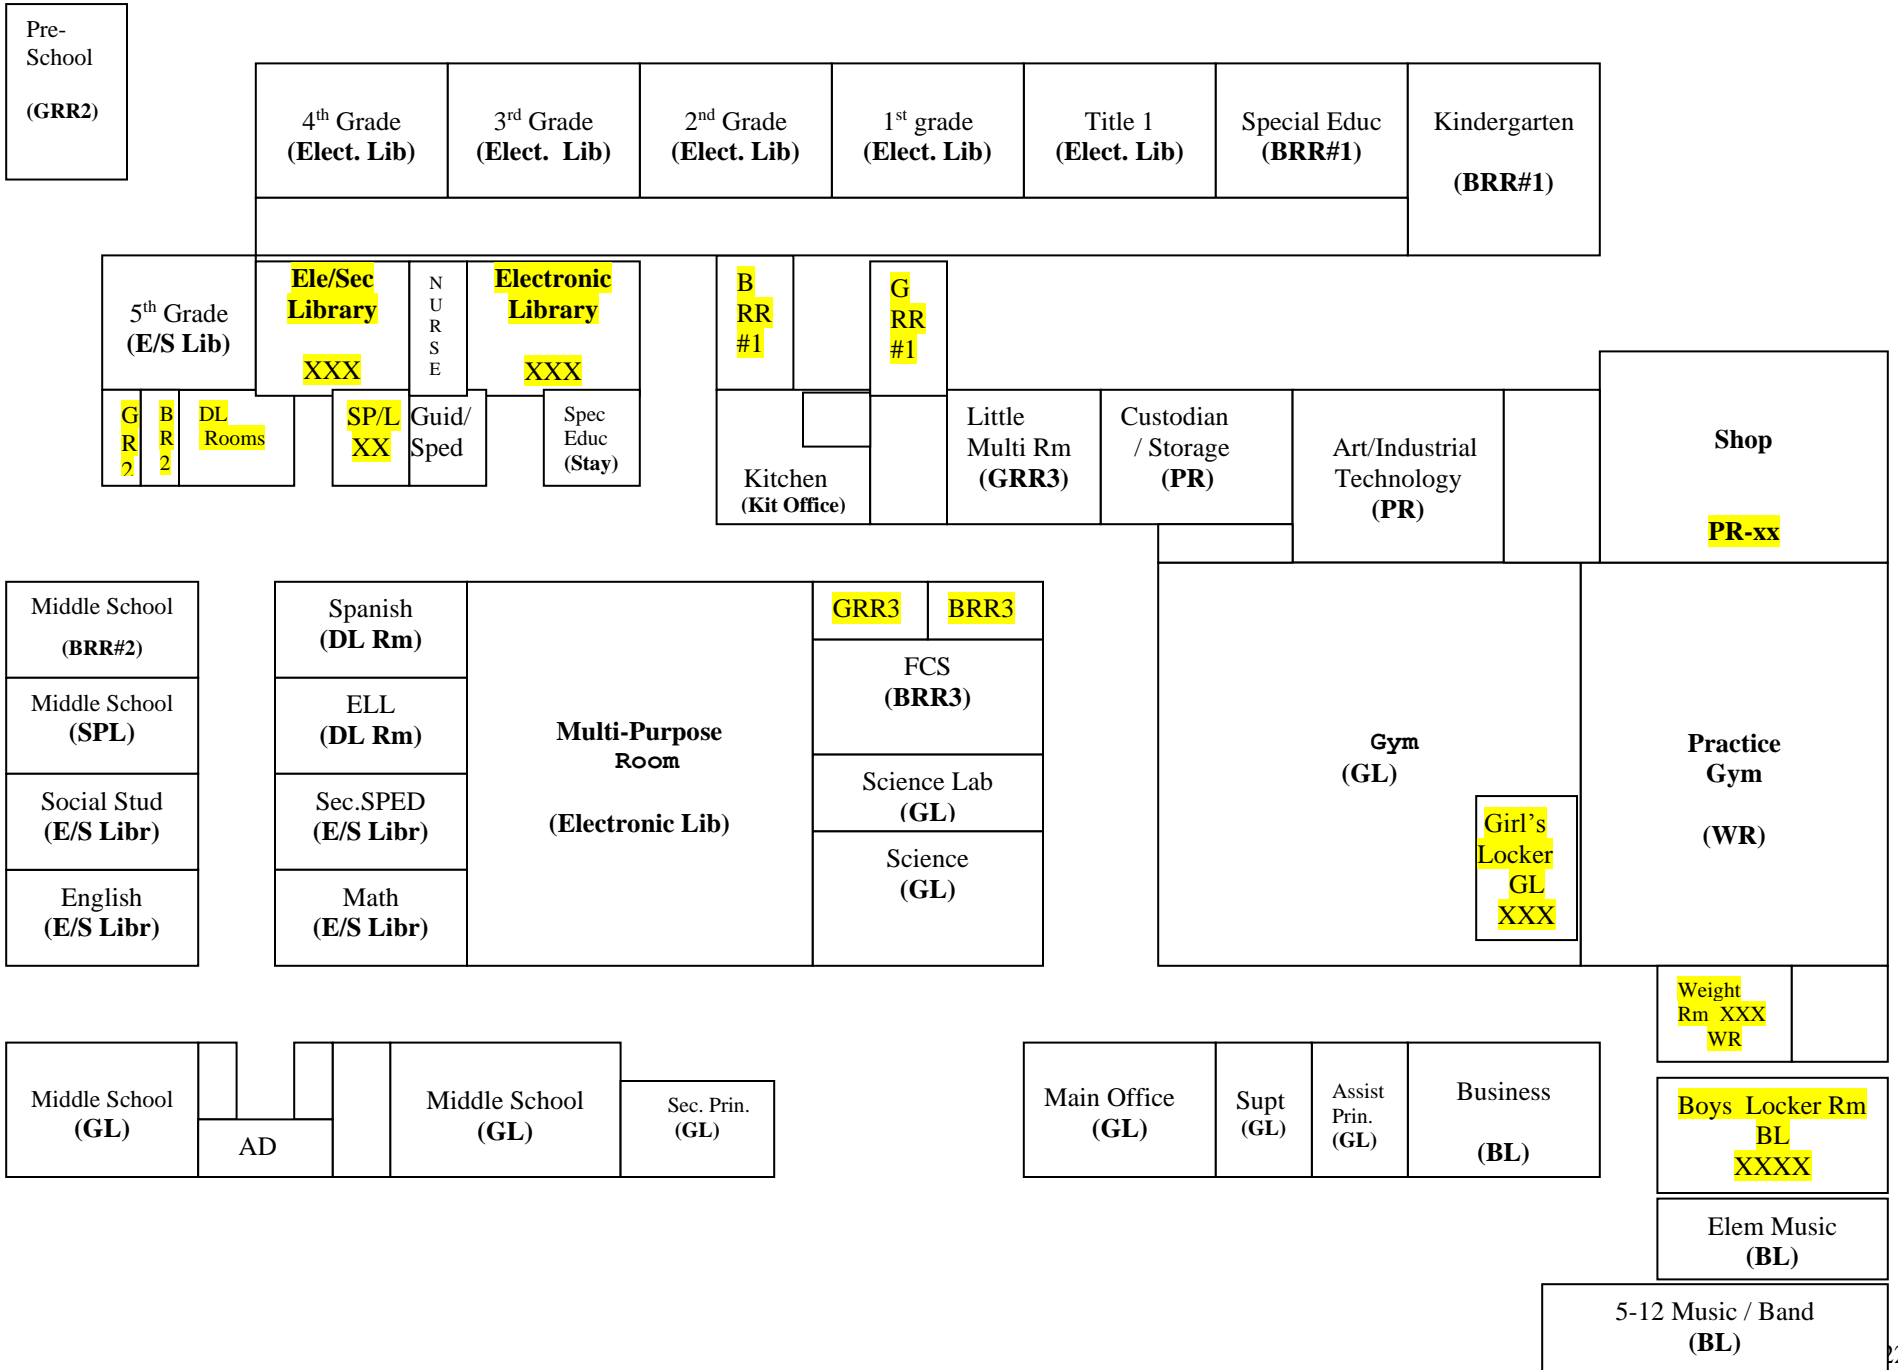 Pre-
School
(GRR2)
4th Grade
(Elect. Lib)
3rd Grade
(Elect. Lib)
2nd Grade
(Elect. Lib)
1st grade
(Elect. Lib)
Title 1
(Elect. Lib)
Special Educ
(BRR#1)
Kindergarten
(BRR#1)
5th Grade
(E/S Lib)
Ele/Sec
Library
XXX
N
U
R
S
E
Electronic
Library
XXX
B
RR
#1
G
RR
#1
G
R
2
B
R
2
DL
Rooms
SP/L
XX
Guid/
Sped
Spec
Educ
(Stay)
Kitchen
(Kit Office)
Little
Multi Rm
(GRR3)
Custodian
/ Storage
(PR)
Art/Industrial
Technology
(PR)
Shop
PR-xx
Middle School
(BRR#2)
Middle School
(SPL)
Social Stud
(E/S Libr)
English
(E/S Libr)
Spanish
(DL Rm)
ELL
(DL Rm)
Sec.SPED
(E/S Libr)
Math
(E/S Libr)
Multi-Purpose
Room
(Electronic Lib)
GRR3
BRR3
FCS
(BRR3)
Science Lab
(GL)
Science
(GL)
Gym
(GL)
Girl's
Locker
GL
XXX
Practice
Gym
(WR)
Weight
Rm XXX
WR
Middle School
(GL)
AD
Middle School
(GL)
Sec. Prin.
(GL)
Main Office
(GL)
Supt
(GL)
Assist
Prin.
(GL)
Business
(BL)
Boys Locker Rm
BL
XXXX
Elem Music
(BL)
5-12 Music / Band
(BL)